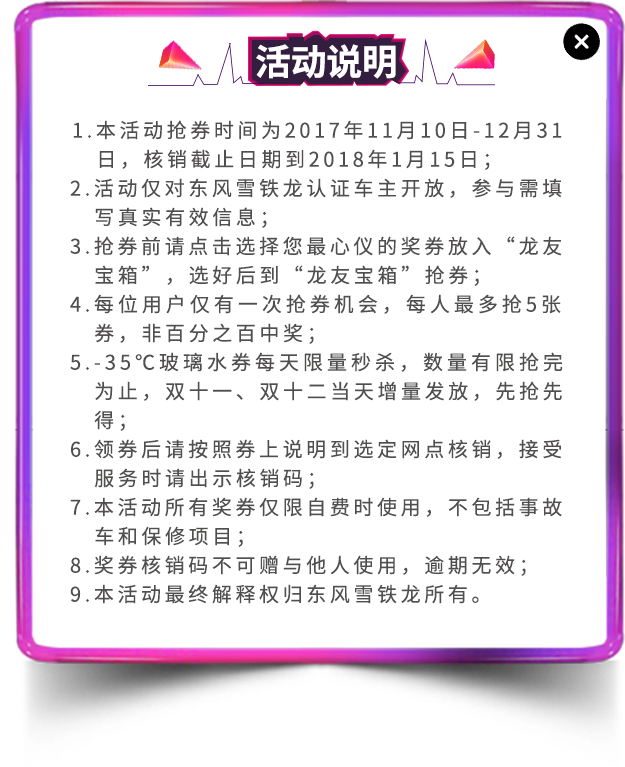 活动说明
1.本活动抢券时间为2017年11月10日-12月31
日，核销截止日期到2018年1月15日；
2.活动仅对东风雪铁龙认证车主开放，参与需填
写真实有效信息；
3.抢券前请点击选择您最心仪的奖券放入“龙友
宝箱”，选好后到“龙友宝箱”抢券；
4.每位用户仅有一次抢券机会，每人最多抢5张
券，非百分之百中奖；
5.-35℃玻璃水券每天限量秒杀，数量有限抢完
为止，双十一、双十二当天增量发放，先抢先
得；
6.领券后请按照券上说明到选定网点核销，接受
服务时请出示核销码；
7.本活动所有奖券仅限自费时使用，不包括事故
车和保修项目；
8.奖券核销码不可赠与他人使用，逾期无效；
9.本活动最终解释权归东风雪铁龙所有。